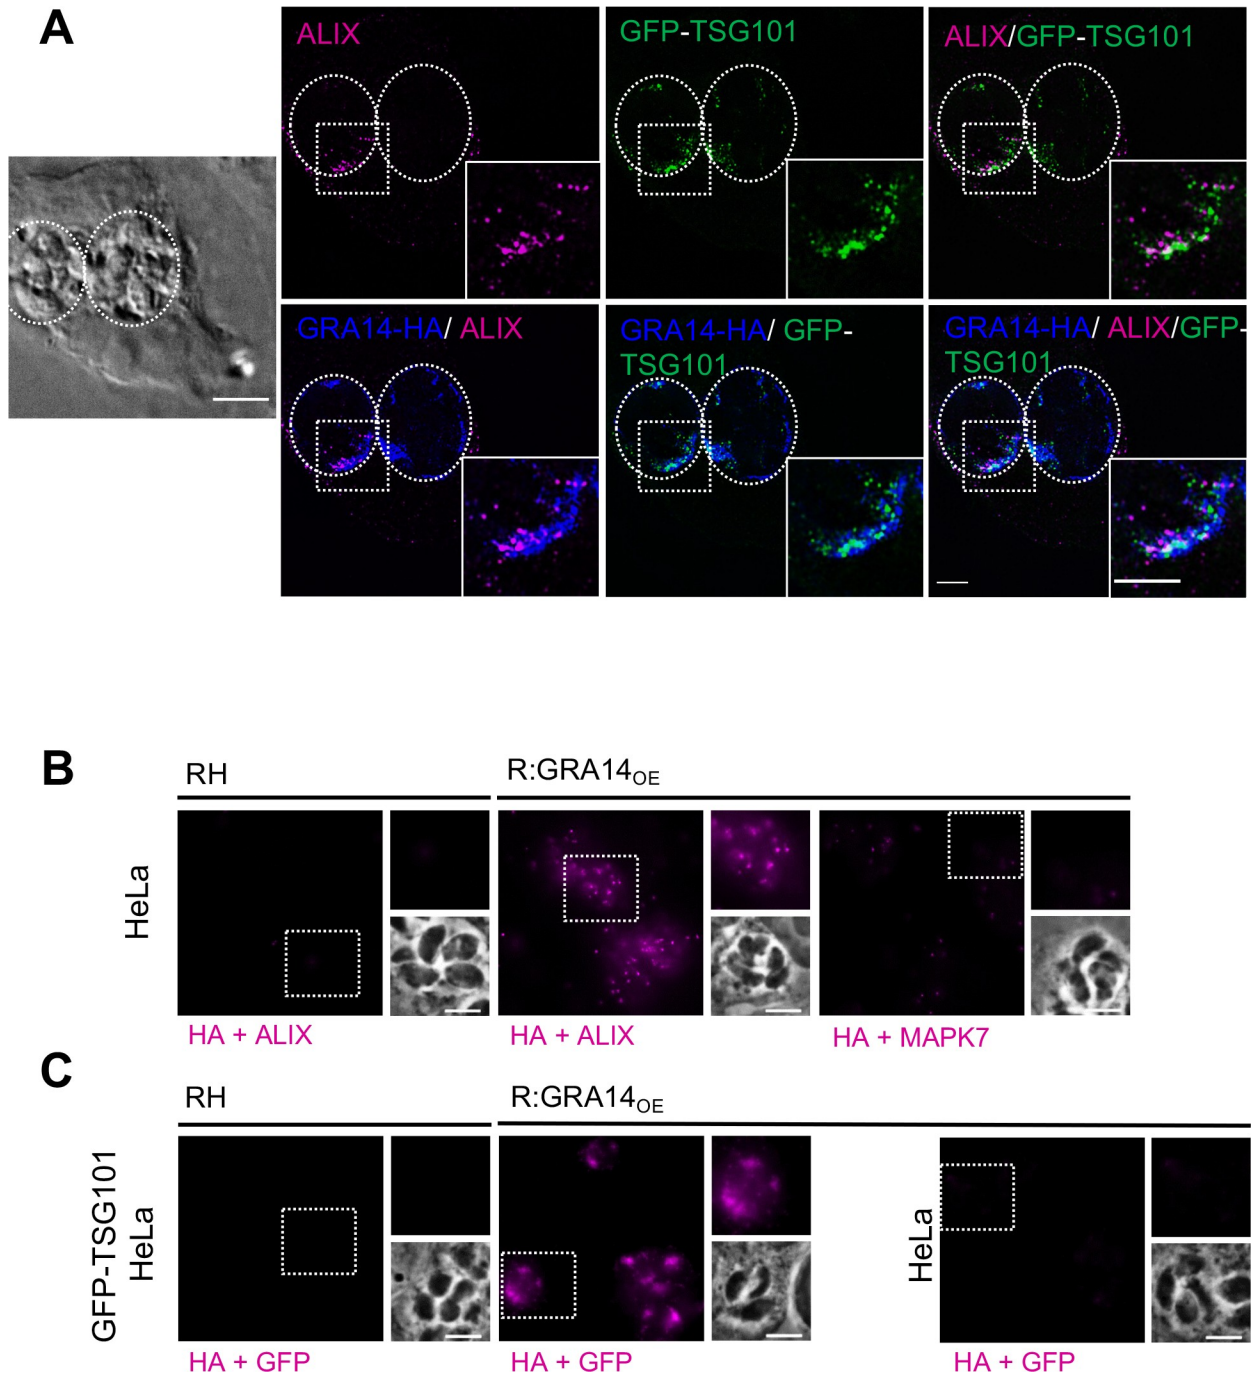 A
ALIX
GFP-TSG101
ALIX/GFP-TSG101
GRA14-HA/ ALIX
GRA14-HA/ GFP-
TSG101
GRA14-HA/ ALIX/GFP-
TSG101
B
RH
R:GRA14OE
HeLa
HA + ALIX
HA + ALIX
HA + MAPK7
C
RH
R:GRA14OE
GFP-TSG101
HeLa
HeLa
HA + GFP
HA + GFP
HA + GFP